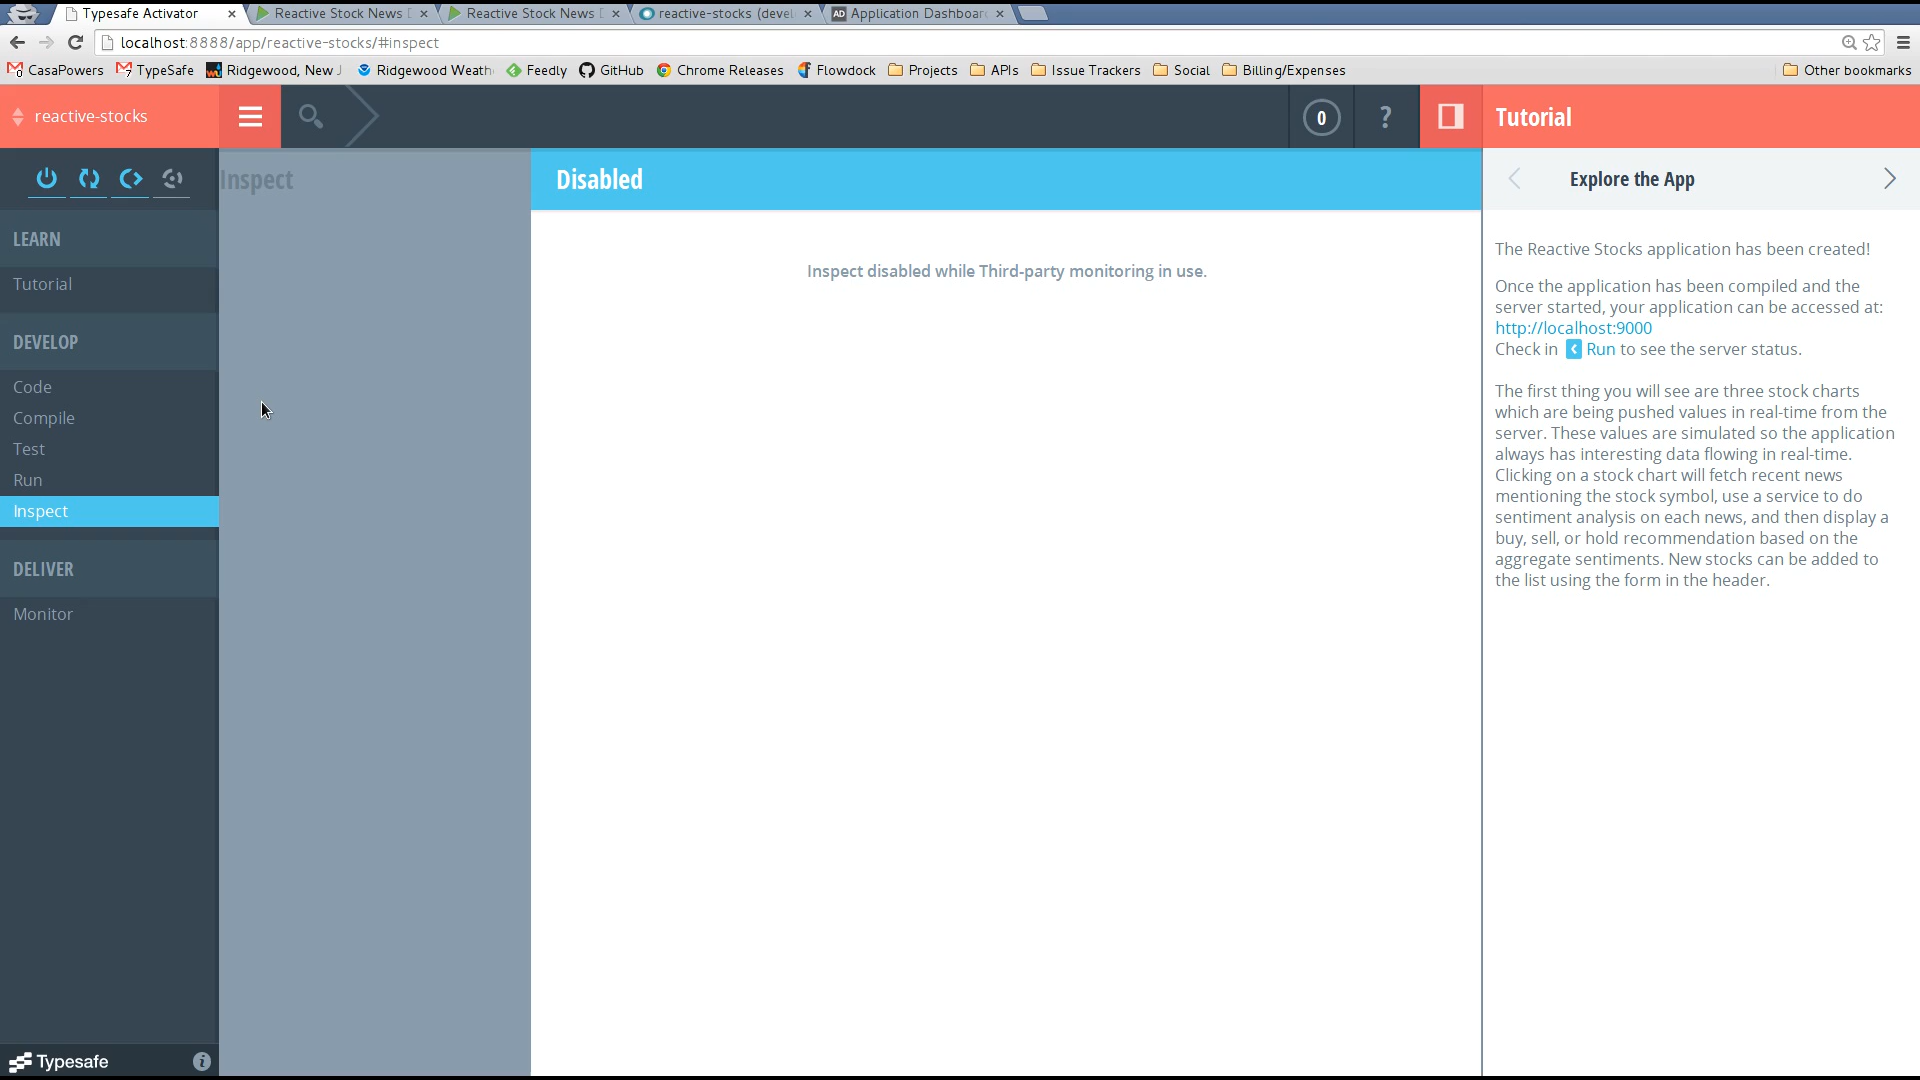 Typesafe Activator
Reactive Stock News
Reactive Stock News
reactive-stocks (devel
Application Dashboar
localhost:8888/app/reactive-stocks/#inspect
CasaPowers
TypeSafe
Ridgewood, New J
Ridgewood Weath
Feedly
GitHub
Chrome Releases
Flowdock
Projects
APIs
Issue Trackers
Social
Billing/Expenses
Other bookmarks
reactive-stocks
0
?
Tutorial
Inspect
Disabled
Explore the App
LEARN
Tutorial
DEVELOP
Code
Compile
Test
Run
Inspect
DELIVER
Monitor
Inspect disabled while Third-party monitoring in use.
The Reactive Stocks application has been created!
Once the application has been compiled and the
server started, your application can be accessed at:
http://localhost:9000
Check in Run to see the server status.
The first thing you will see are three stock charts
which are being pushed values in real-time from the
server. These values are simulated so the application
always has interesting data flowing in real-time.
Clicking on a stock chart will fetch recent news
mentioning the stock symbol, use a service to do
sentiment analysis on each news, and then display a
buy, sell, or hold recommendation based on the
aggregate sentiments. New stocks can be added to
the list using the form in the header.
Typesafe